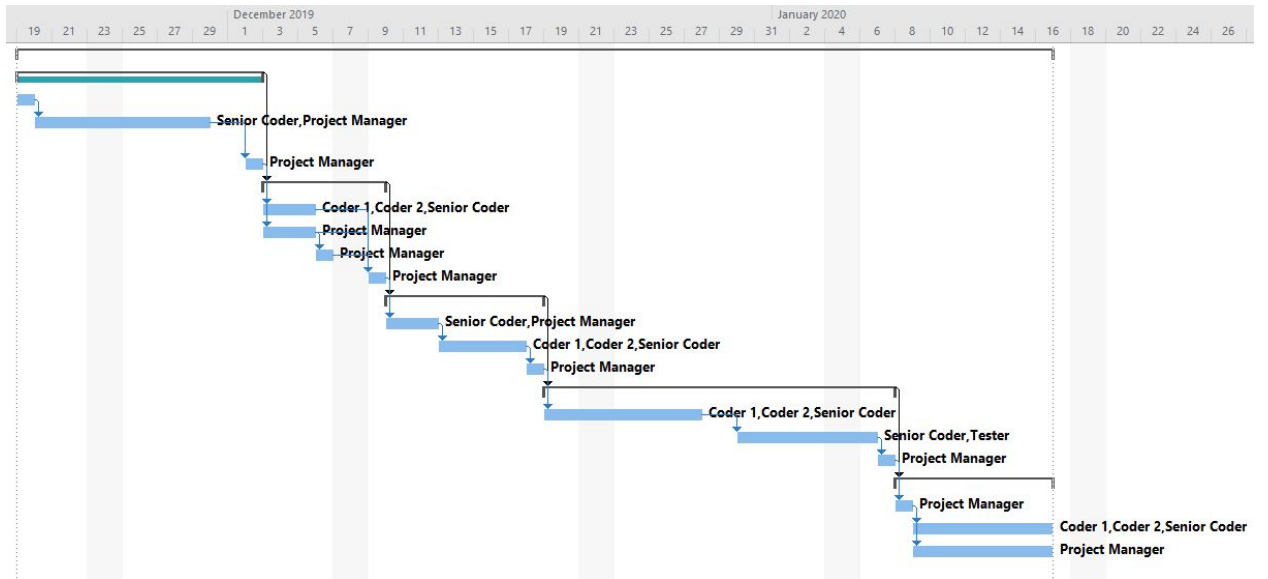 December 2019 January 2020
19 21 23 25 27 29 1 3 5 7 9 11 13 15 17 19 21 23 25 27 29 31 2 4 6 8 10 12 14 16 18 20 22 24 26
Senior Coder,Project Manager
Project Manager
Coder 1,Coder 2,Senior Coder
Project Manager
Project Manager
Project Manager
Senior Coder,Project Manager
Coder 1,Coder 2,Senior Coder
Project Manager
Coder 1,Coder 2,Senior Coder
Senior Coder,Tester
Project Manager
Project Manager
Coder 1,Coder 2,Senior Coder
Project Manager